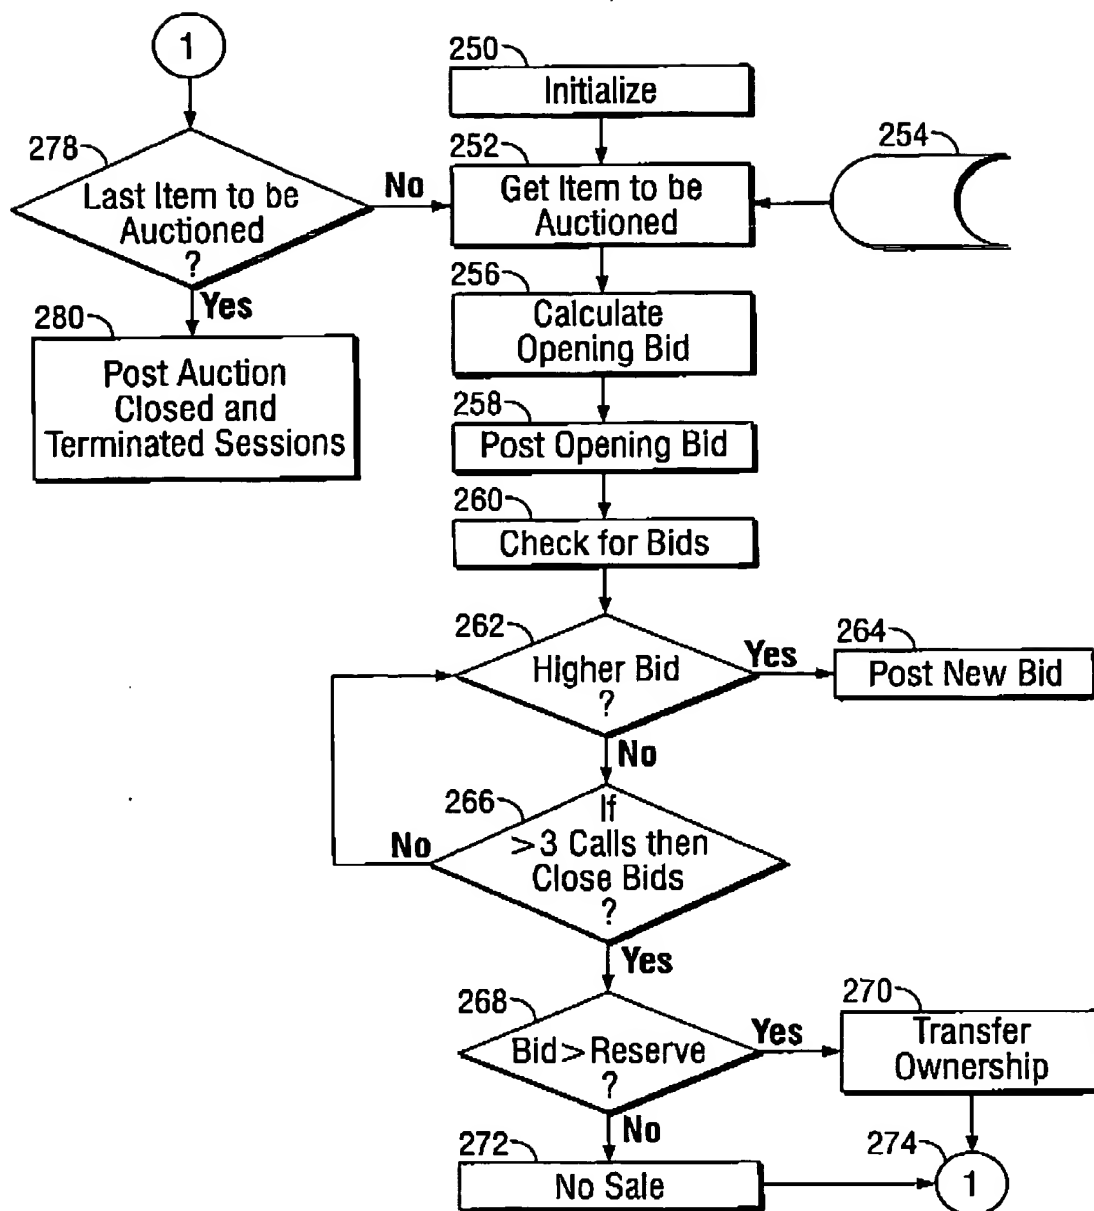 1
250
Initialize
278
Last Item to be
Auctioned
?
No
252
Get Item to be
Auctioned
254
Yes
280
Post Auction
Closed and
Terminated Sessions
256
Calculate
Opening Bid
258
Post Opening Bid
260
Check for Bids
262
Higher Bid
?
Yes
264
Post New Bid
No
266
If
>3 Calls then
Close Bids
?
No
Yes
268
Bid>Reserve
?
Yes
270
Transfer
Ownership
No
272
No Sale
274
1